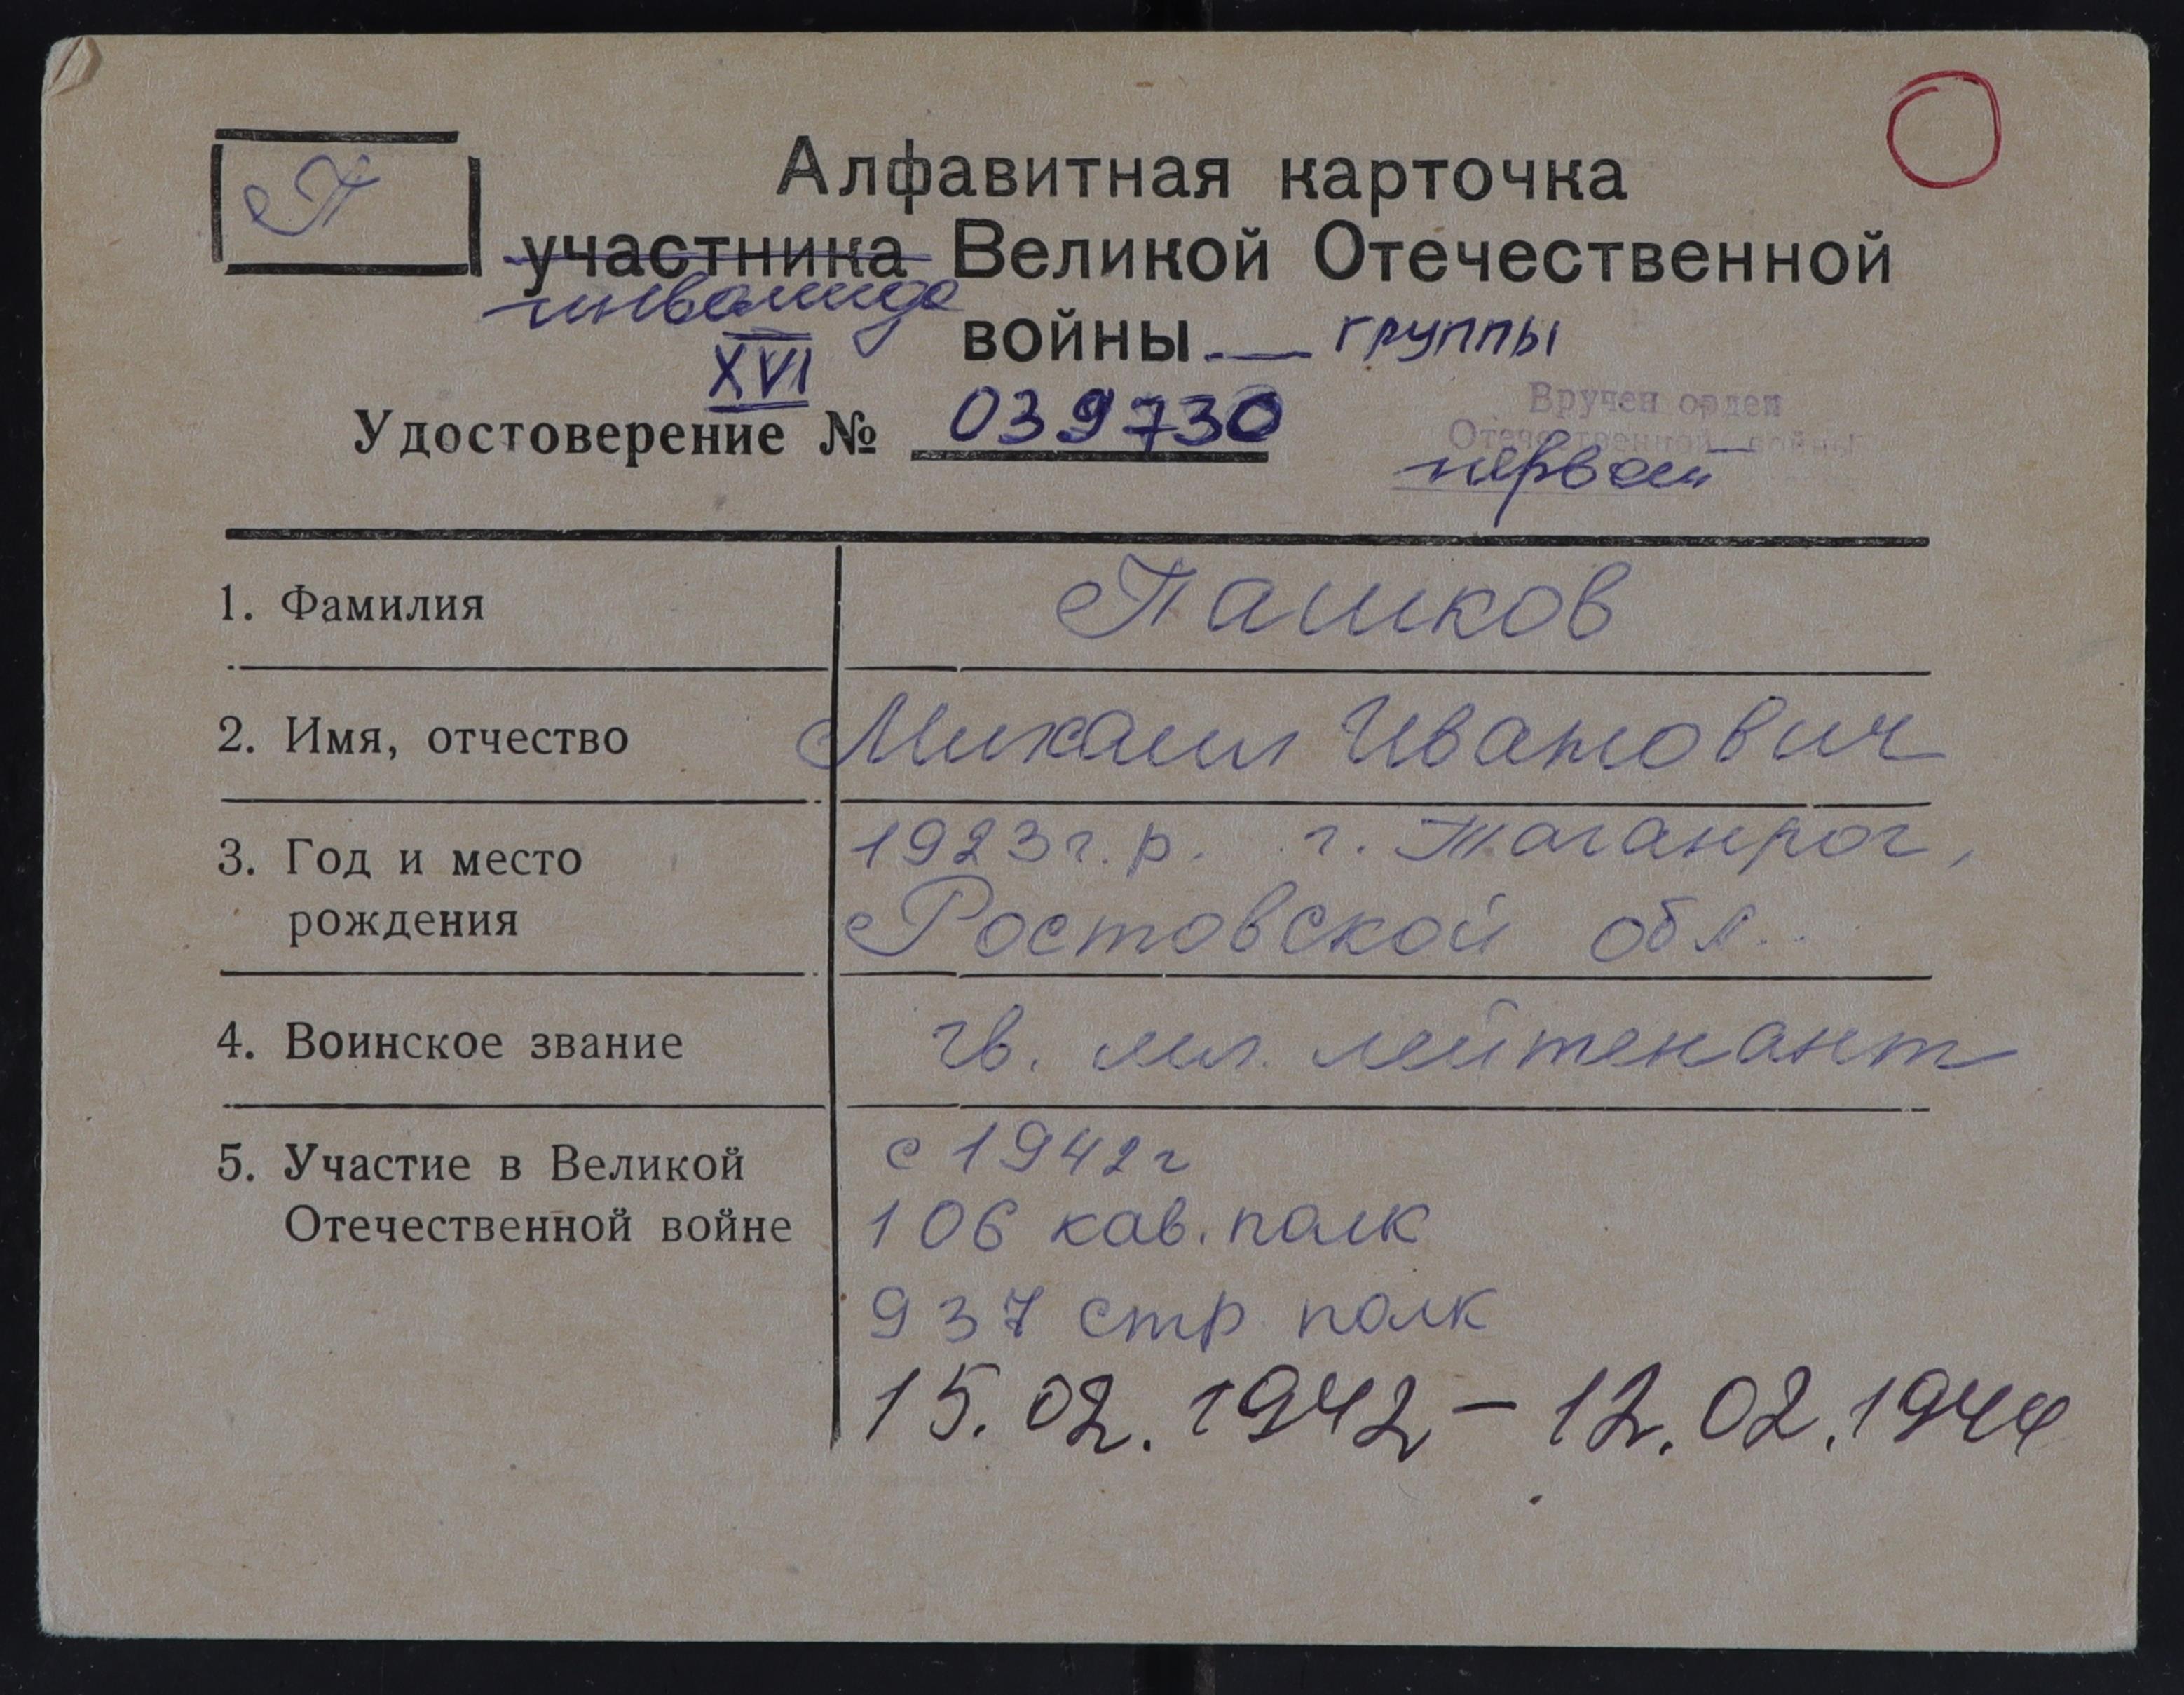 П
Алфавитная карточка
участника Великой Отечественной
инвалида
войны — группы
XVI
Удостоверение № 039730
Вручен орден
Отечественной войны
первой
1. Фамилия Пашков
2. Имя, отчество Михаил Иванович
3. Год и место 1923 г.р. г. Таганрог,
рождения Ростовской обл.
4. Воинское звание гв. мл. лейтенант
5. Участие в Великой с 1942 г
Отечественной войне 106 кав. полк
937 стр полк
15.02.1942 – 12.02.1944